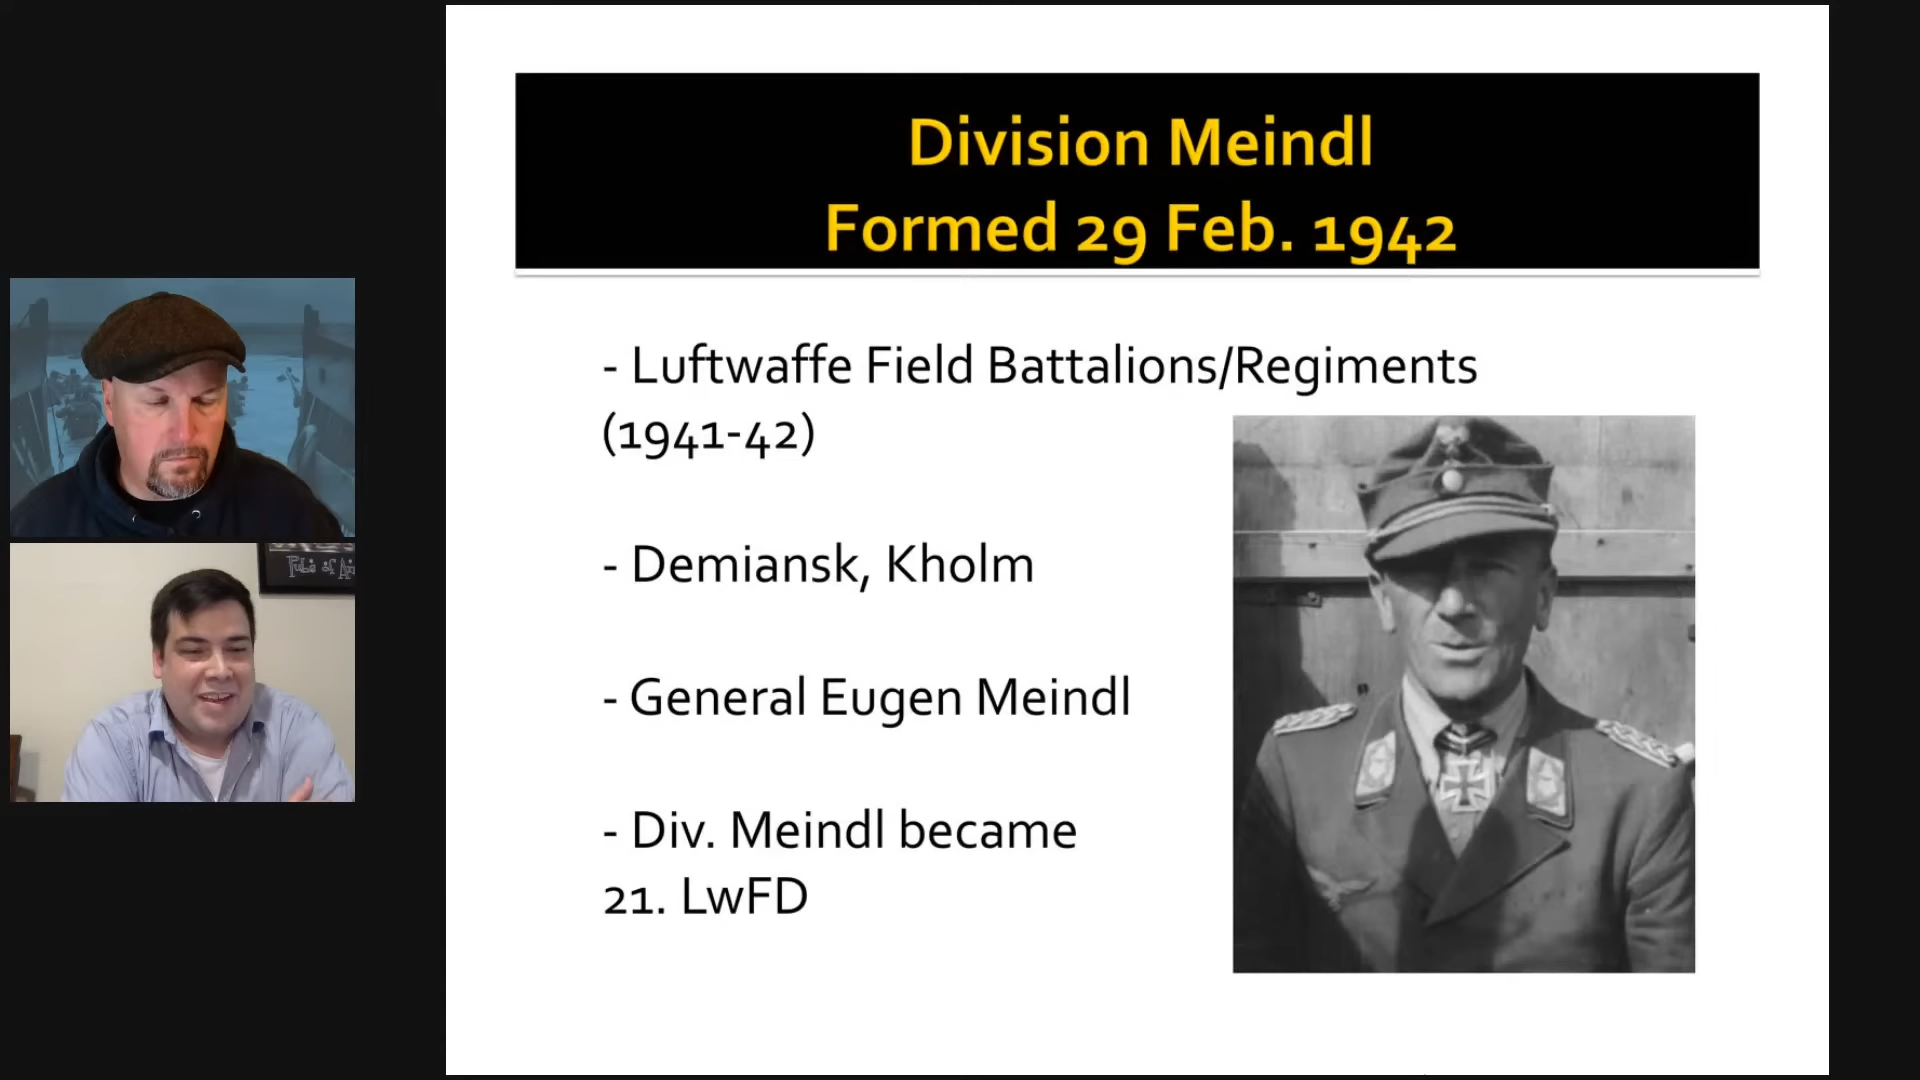 Division Meindl
Formed 29 Feb. 1942
- Luftwaffe Field Battalions/Regiments
(1941-42)
- Demiansk, Kholm
- General Eugen Meindl
- Div. Meindl became
21. LwFD